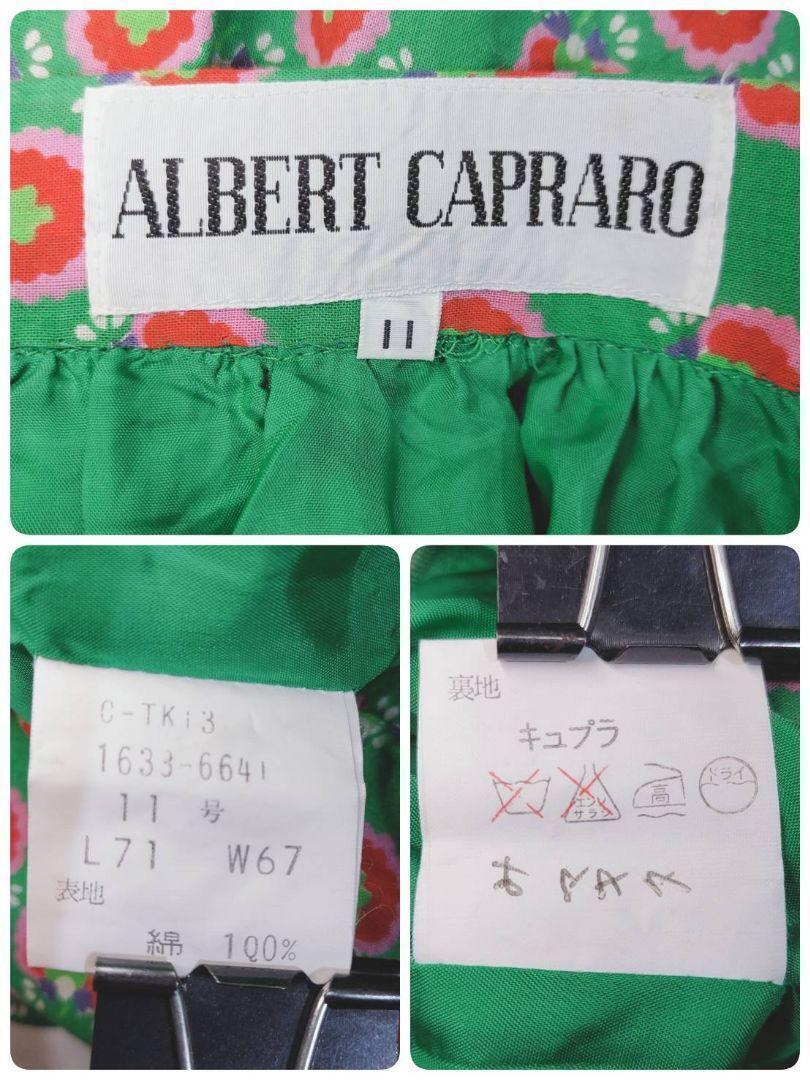 ALBERT CAPRARO
11
C-TK13
1633-6641
11 号
L71 W67
表地
綿 100%
裏地
キュプラ
エンソ
サラシ
高
ドライ